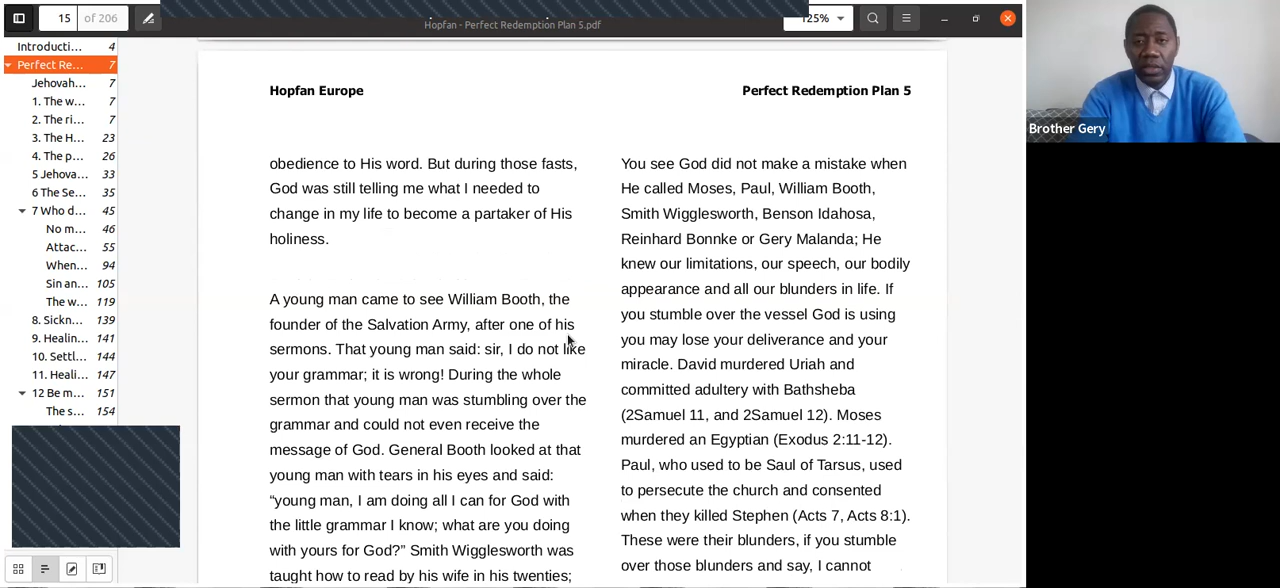 15 of 206
Hopfan - Perfect Redemption Plan 5.pdf
125%
Introducti... 4
Perfect Re... 7
Jehovah... 7
1. The w... 7
2. The ri... 7
3. The H... 23
4. The p... 26
5 Jehova... 33
6 The Se... 35
7 Who d... 45
No m... 46
Attac... 55
When... 94
Sin an... 105
The w... 119
8. Sickn... 139
9. Healin... 141
10. Settl... 144
11. Heali... 147
12 Be m... 151
The s... 154
Hopfan Europe
Perfect Redemption Plan 5
obedience to His word. But during those fasts,
God was still telling me what I needed to
change in my life to become a partaker of His
holiness.
A young man came to see William Booth, the
founder of the Salvation Army, after one of his
sermons. That young man said: sir, I do not like
your grammar; it is wrong! During the whole
sermon that young man was stumbling over the
grammar and could not even receive the
message of God. General Booth looked at that
young man with tears in his eyes and said:
“young man, I am doing all I can for God with
the little grammar I know; what are you doing
with yours for God?” Smith Wigglesworth was
taught how to read by his wife in his twenties;
You see God did not make a mistake when
He called Moses, Paul, William Booth,
Smith Wigglesworth, Benson Idahosa,
Reinhard Bonnke or Gery Malanda; He
knew our limitations, our speech, our bodily
appearance and all our blunders in life. If
you stumble over the vessel God is using
you may lose your deliverance and your
miracle. David murdered Uriah and
committed adultery with Bathsheba
(2Samuel 11, and 2Samuel 12). Moses
murdered an Egyptian (Exodus 2:11-12).
Paul, who used to be Saul of Tarsus, used
to persecute the church and consented
when they killed Stephen (Acts 7, Acts 8:1).
These were their blunders, if you stumble
over those blunders and say, I cannot
Brother Gery